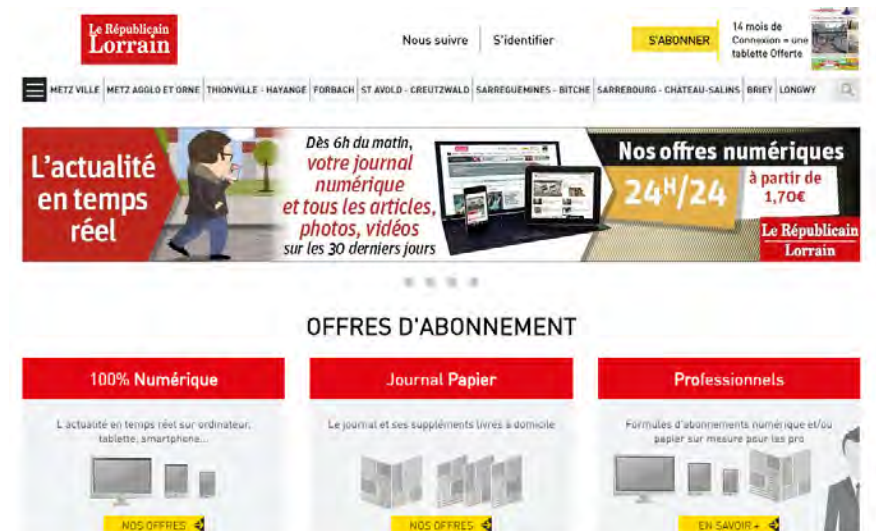 Le Républicain
Lorrain
Nous suivre
S'identifier
S'ABONNER
14 mois de
Connexion = une
tablette Offerte
METZ VILLE
METZ AGGLO ET ORNE
THIONVILLE - HAYANGE
FORBACH
ST AVOLD - CREUTZWALD
SARREGUEMINES - BITCHE
SARREBOURG - CHÂTEAU-SALINS
BRIEY
LONGWY
L'actualité
en temps
réel
Dès 6h du matin,
votre journal
numérique
et tous les articles,
photos, vidéos
sur les 30 derniers jours
Nos offres numériques
24H/24
à partir de
1,70€
Le Républicain
Lorrain
OFFRES D'ABONNEMENT
100% Numérique
L'actualité en temps réel sur ordinateur,
tablette, smartphone...
NOS OFFRES
Journal Papier
Le journal et ses suppléments livrés à domicile
NOS OFFRES
Professionnels
Formules d'abonnements numérique et/ou
papier sur mesure pour les pro
EN SAVOIR +